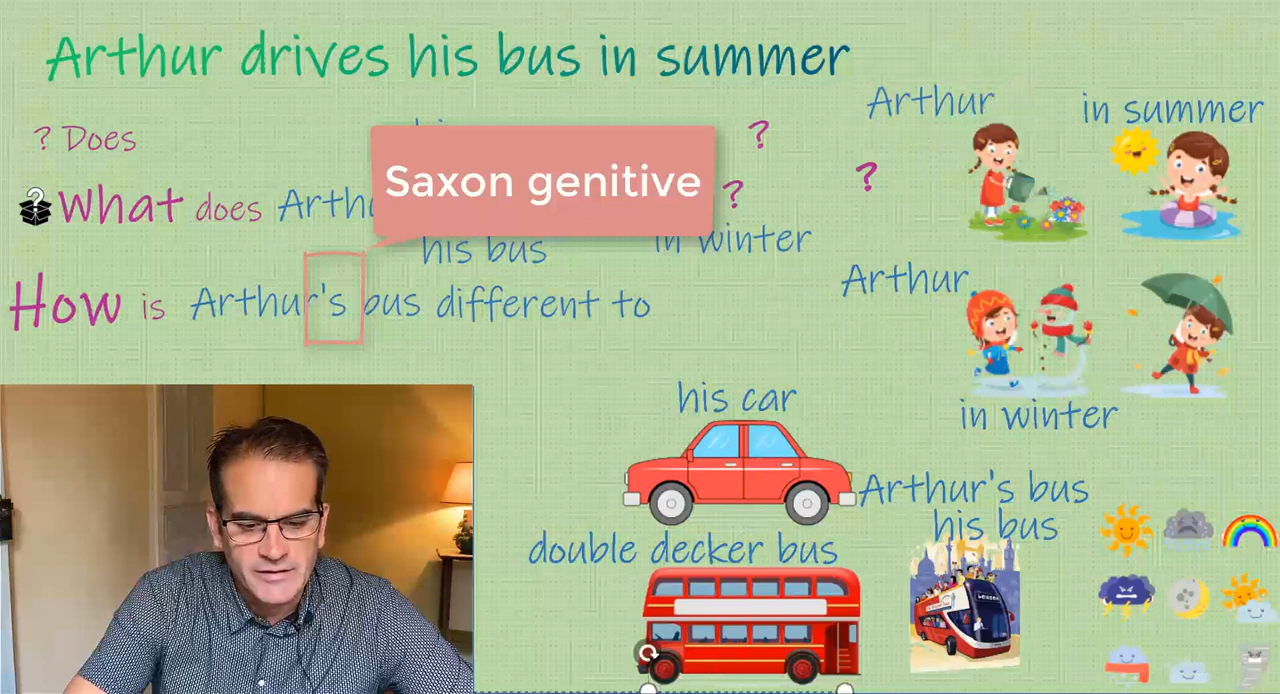 Arthur drives his bus in summer
? Does
?
?
Arthur
in summer
Saxon genitive
What does
?
his bus
in winter
How is Arthur's bus different to
Arthur
in winter
his car
Arthur's bus
his bus
double decker bus